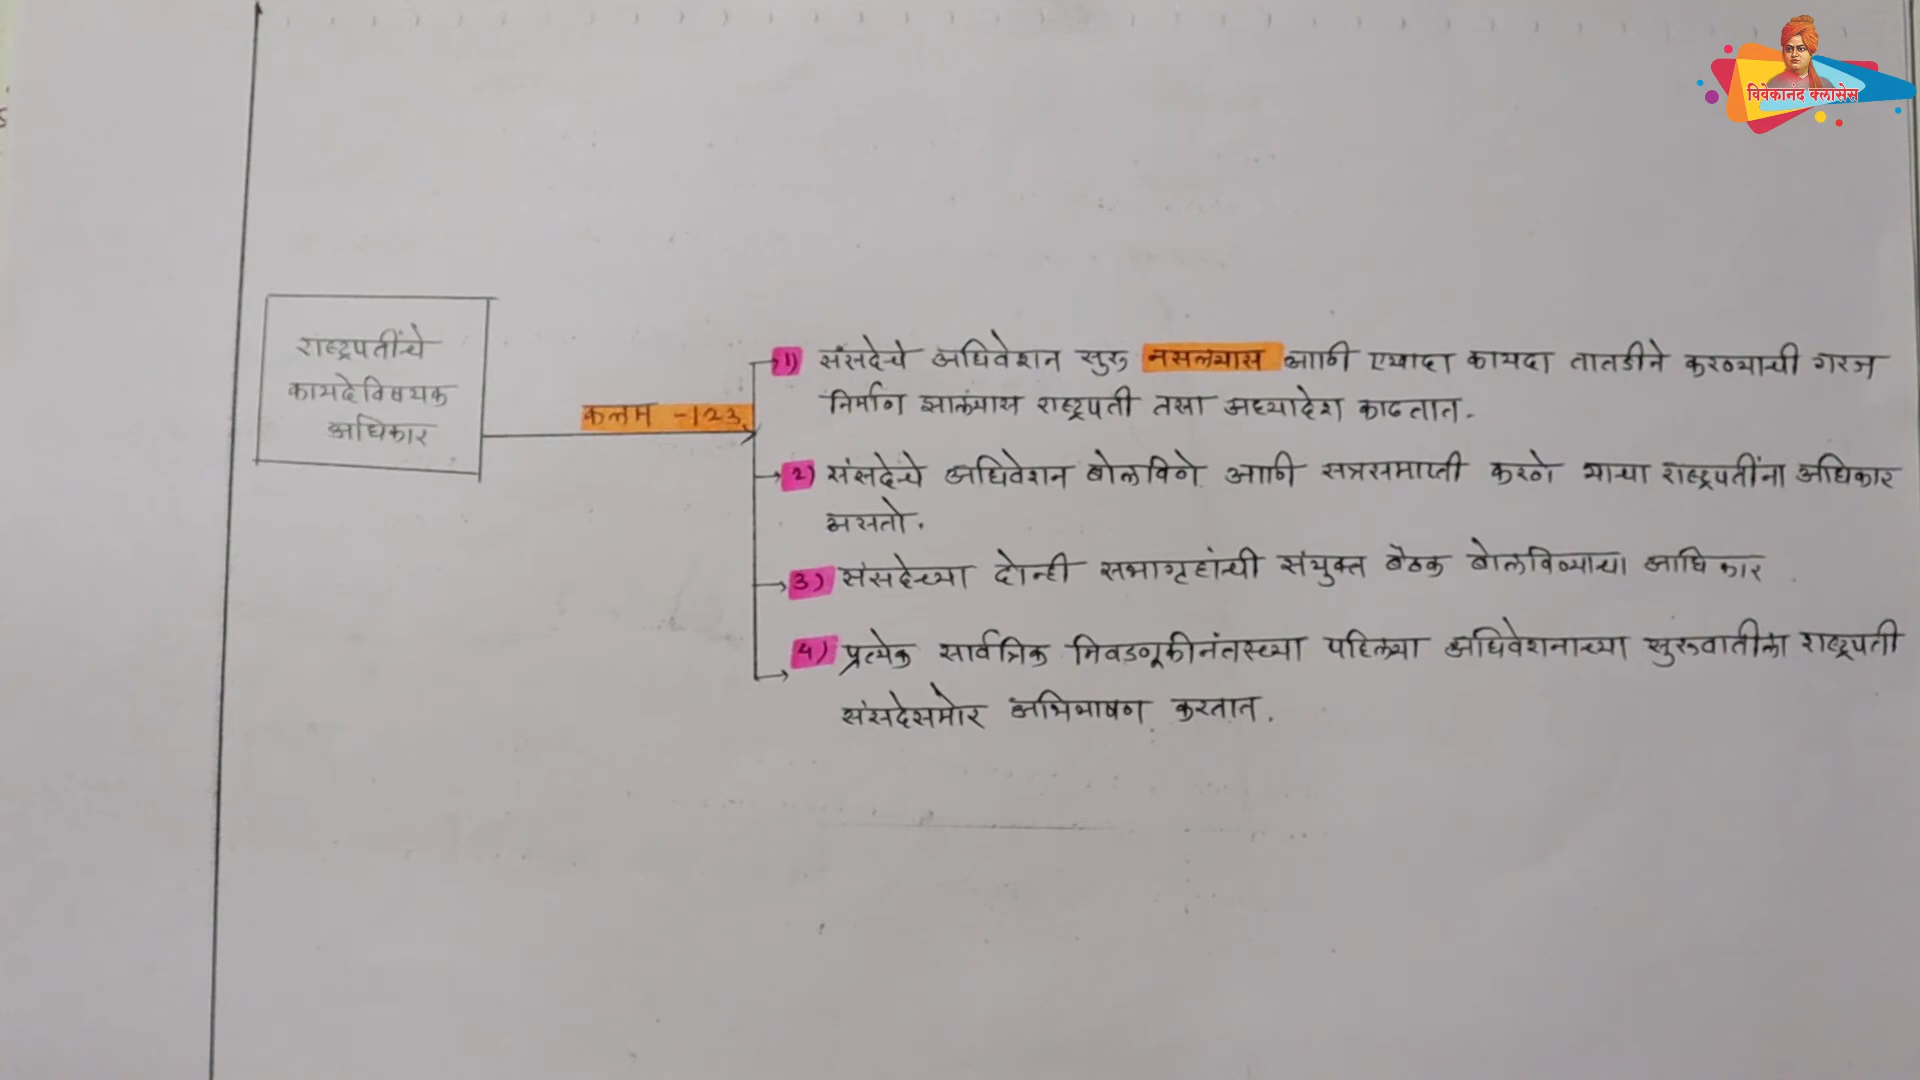 विवेकानंद क्लासेस
राष्ट्रपतींचे
कायदेविषयक
अधिकार
कलम -123
1) संसदेचे अधिवेशन सुरु नसल्यास आणि एखादा कायदा तातडीने करण्याची गरज
निर्माण झाल्यास राष्ट्रपती तसा अध्यादेश काढतात.
2) संसदेचे अधिवेशन बोलविणे आणि सत्रसमाप्ती करणे याचा राष्ट्रपतींना अधिकार
असतो.
3) संसदेच्या दोन्ही सभागृहांची संयुक्त बैठक बोलविण्याचा आधिकार
4) प्रत्येक सार्वत्रिक निवडणूकीनंतरच्या पहिल्या अधिवेशनाच्या सुरुवातीला राष्ट्रपती
संसदेसमोर अभिभाषण करतात.